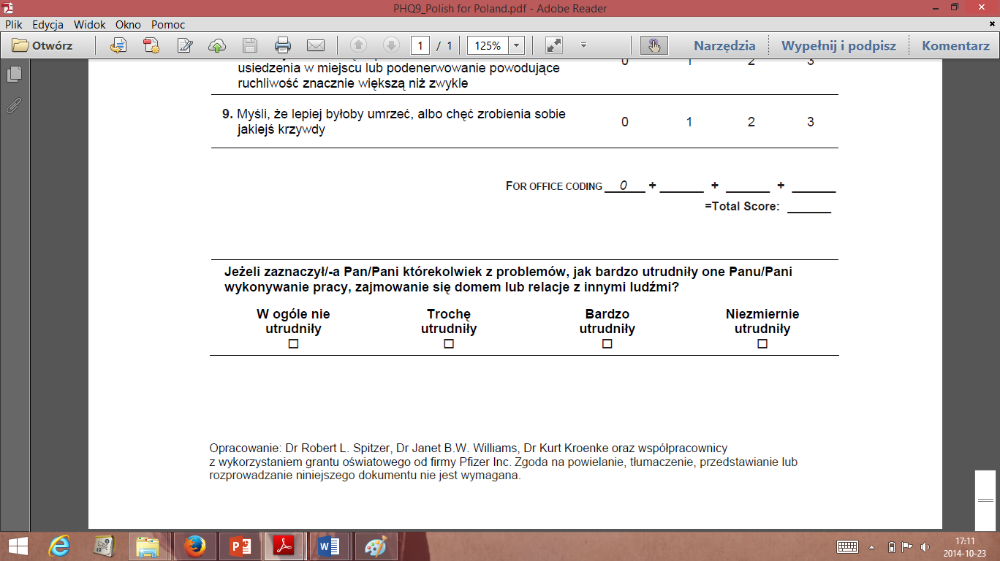 PHQ9_Polish for Poland.pdf - Adobe Reader
Plik Edycja Widok Okno Pomoc
Otwórz 1 / 1 125% Narzędzia Wypełnij i podpisz Komentarz
usiedzenia w miejscu lub podenerwowanie powodujące 0 1 2 3
ruchliwość znacznie większą niż zwykle
9. Myśli, że lepiej byłoby umrzeć, albo chęć zrobienia sobie
jakiejś krzywdy 0 1 2 3
FOR OFFICE CODING 0 + ______ + ______ + ______
=Total Score: ______
Jeżeli zaznaczył/-a Pan/Pani którekolwiek z problemów, jak bardzo utrudniły one Panu/Pani
wykonywanie pracy, zajmowanie się domem lub relacje z innymi ludźmi?
W ogóle nie Trochę Bardzo Niezmiernie
utrudniły utrudniły utrudniły utrudniły
Opracowanie: Dr Robert L. Spitzer, Dr Janet B.W. Williams, Dr Kurt Kroenke oraz współpracownicy
z wykorzystaniem grantu oświatowego od firmy Pfizer Inc. Zgoda na powielanie, tłumaczenie, przedstawianie lub
rozprowadzanie niniejszego dokumentu nie jest wymagana.
17:11
2014-10-23